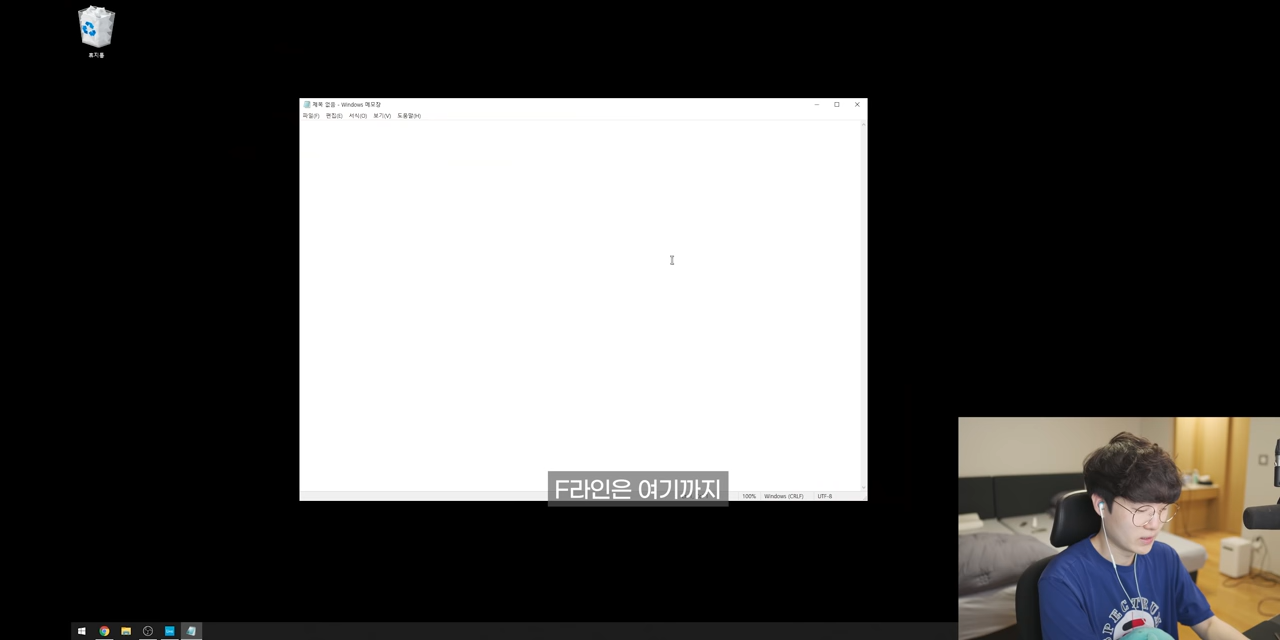 휴지통
제목 없음 - Windows 메모장
파일(F) 편집(E) 서식(O) 보기(V) 도움말(H)
F라인은 여기까지
100% Windows (CRLF) UTF-8